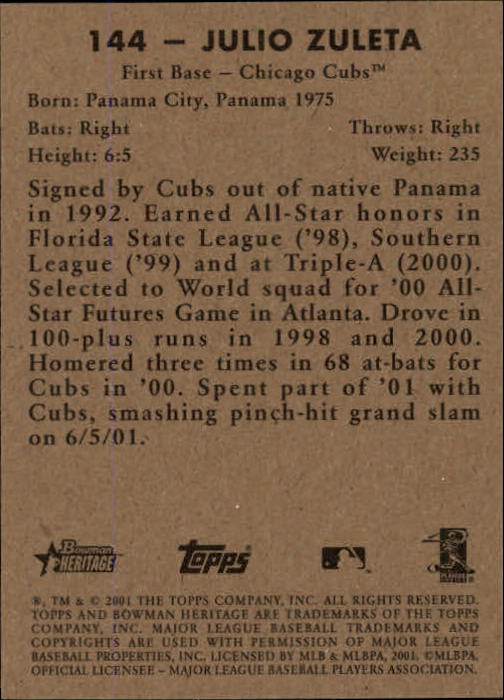 144 – JULIO ZULETA
First Base – Chicago Cubs™
Born: Panama City, Panama 1975
Bats: Right Throws: Right
Height: 6:5 Weight: 235
Signed by Cubs out of native Panama
in 1992. Earned All-Star honors in
Florida State League ('98), Southern
League ('99) and at Triple-A (2000).
Selected to World squad for '00 All-
Star Futures Game in Atlanta. Drove in
100-plus runs in 1998 and 2000.
Homered three times in 68 at-bats for
Cubs in '00. Spent part of '01 with
Cubs, smashing pinch-hit grand slam
on 6/5/01.
Bowman
HERITAGE
Topps
®, TM & © 2001 THE TOPPS COMPANY, INC. ALL RIGHTS RESERVED.
TOPPS AND BOWMAN HERITAGE ARE TRADEMARKS OF THE TOPPS
COMPANY, INC. MAJOR LEAGUE BASEBALL TRADEMARKS AND
COPYRIGHTS ARE USED WITH PERMISSION OF MAJOR LEAGUE
BASEBALL PROPERTIES, INC. LICENSED BY MLB & MLBPA, 2001. ©MLBPA
OFFICIAL LICENSEE – MAJOR LEAGUE BASEBALL PLAYERS ASSOCIATION.